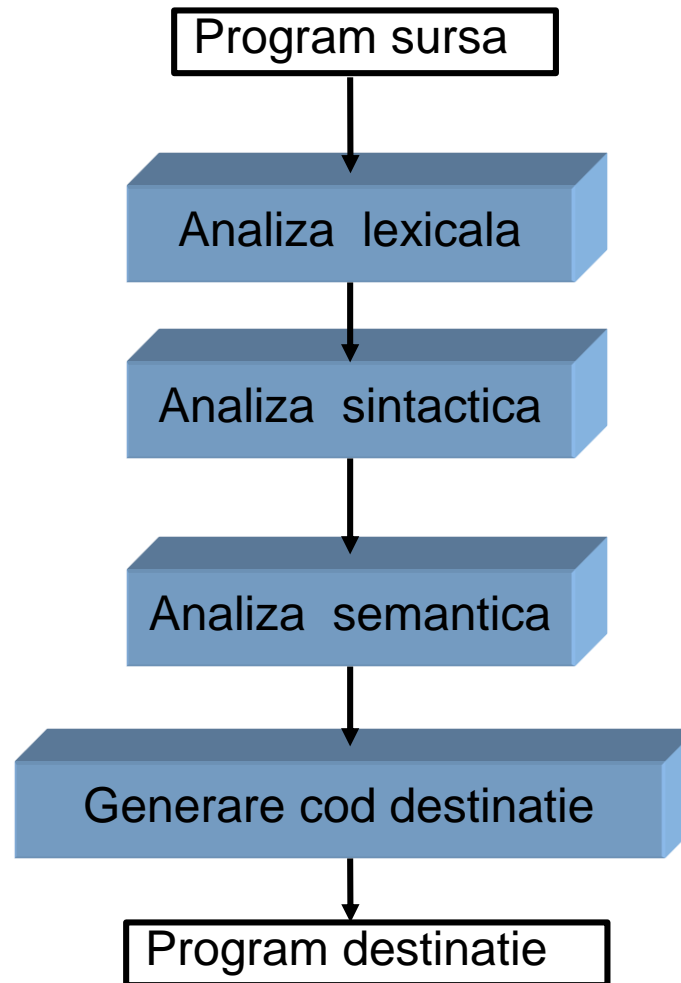 Program sursa
Analiza lexicala
Analiza sintactica
Analiza semantica
Generare cod destinatie
Program destinatie